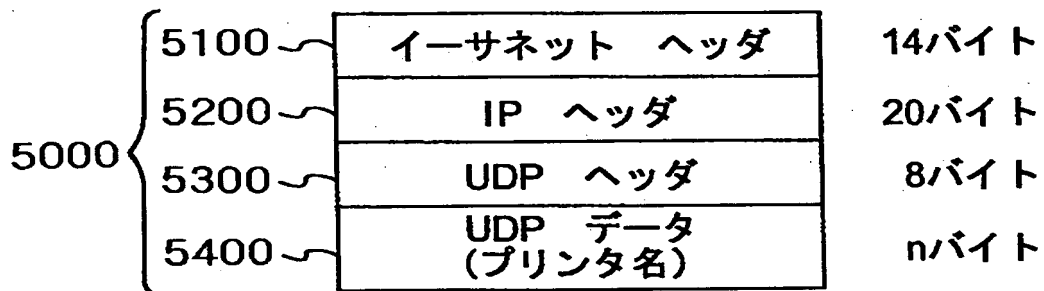 5100 イーサネット ヘッダ 14バイト
5200 IP ヘッダ 20バイト
5000
5300 UDP ヘッダ 8バイト
5400 UDP データ
(プリンタ名) nバイト